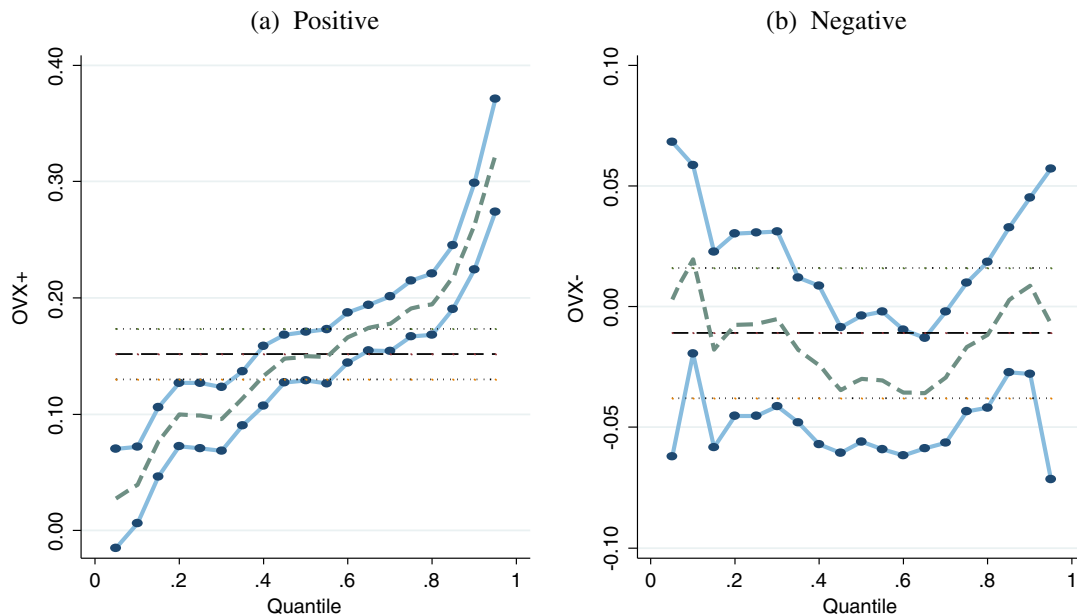 (a) Positive
0.40
0.30
0.20
0.10
0.00
OVX+
0 .2 .4 .6 .8 1
Quantile
(b) Negative
0.10
0.05
0.00
-0.05
-0.10
OVX-
0 .2 .4 .6 .8 1
Quantile